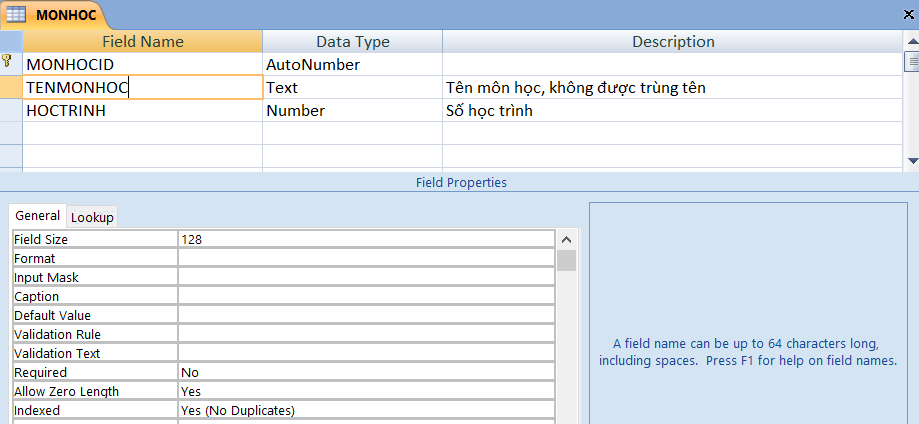 MONHOC
Field Name Data Type Description
MONHOCID AutoNumber
TENMONHOC Text Tên môn học, không được trùng tên
HOCTRINH Number Số học trình
Field Properties
General Lookup
Field Size 128
Format
Input Mask
Caption
Default Value
Validation Rule
Validation Text
Required No
Allow Zero Length Yes
Indexed Yes (No Duplicates)
A field name can be up to 64 characters long,
including spaces. Press F1 for help on field names.